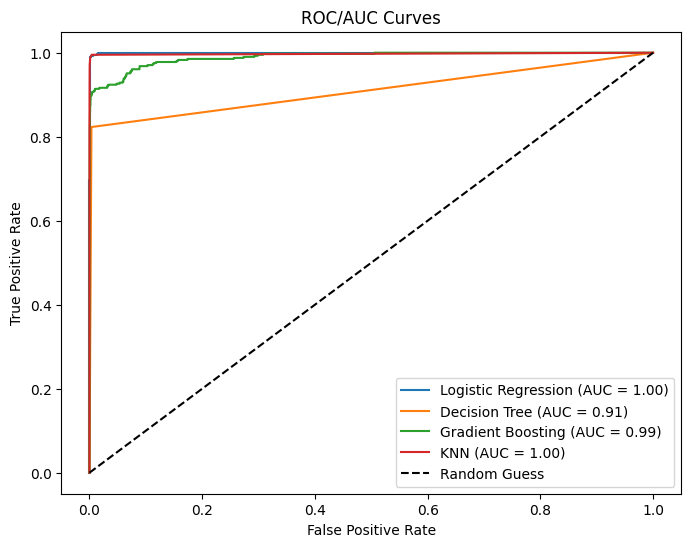 ROC/AUC Curves
True Positive Rate
1.0
0.8
0.6
0.4
0.2
0.0
Logistic Regression (AUC = 1.00)
Decision Tree (AUC = 0.91)
Gradient Boosting (AUC = 0.99)
KNN (AUC = 1.00)
Random Guess
0.0 0.2 0.4 0.6 0.8 1.0
False Positive Rate